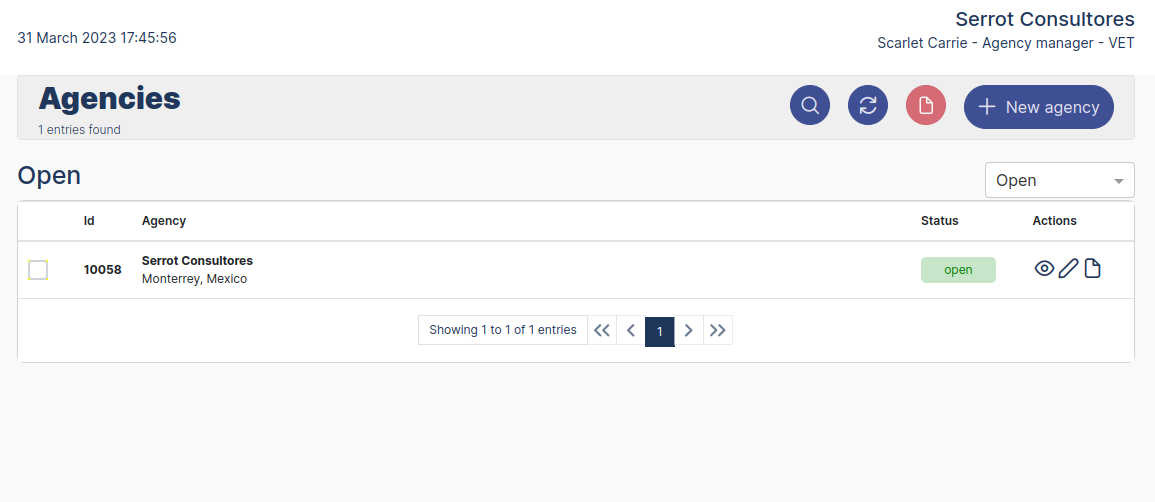 Serrot Consultores
31 March 2023 17:45:56
Scarlet Carrie - Agency manager - VET
Agencies
1 entries found
New agency
Open
Open
Id Agency Status Actions
10058 Serrot Consultores open
Monterrey, Mexico
Showing 1 to 1 of 1 entries 1